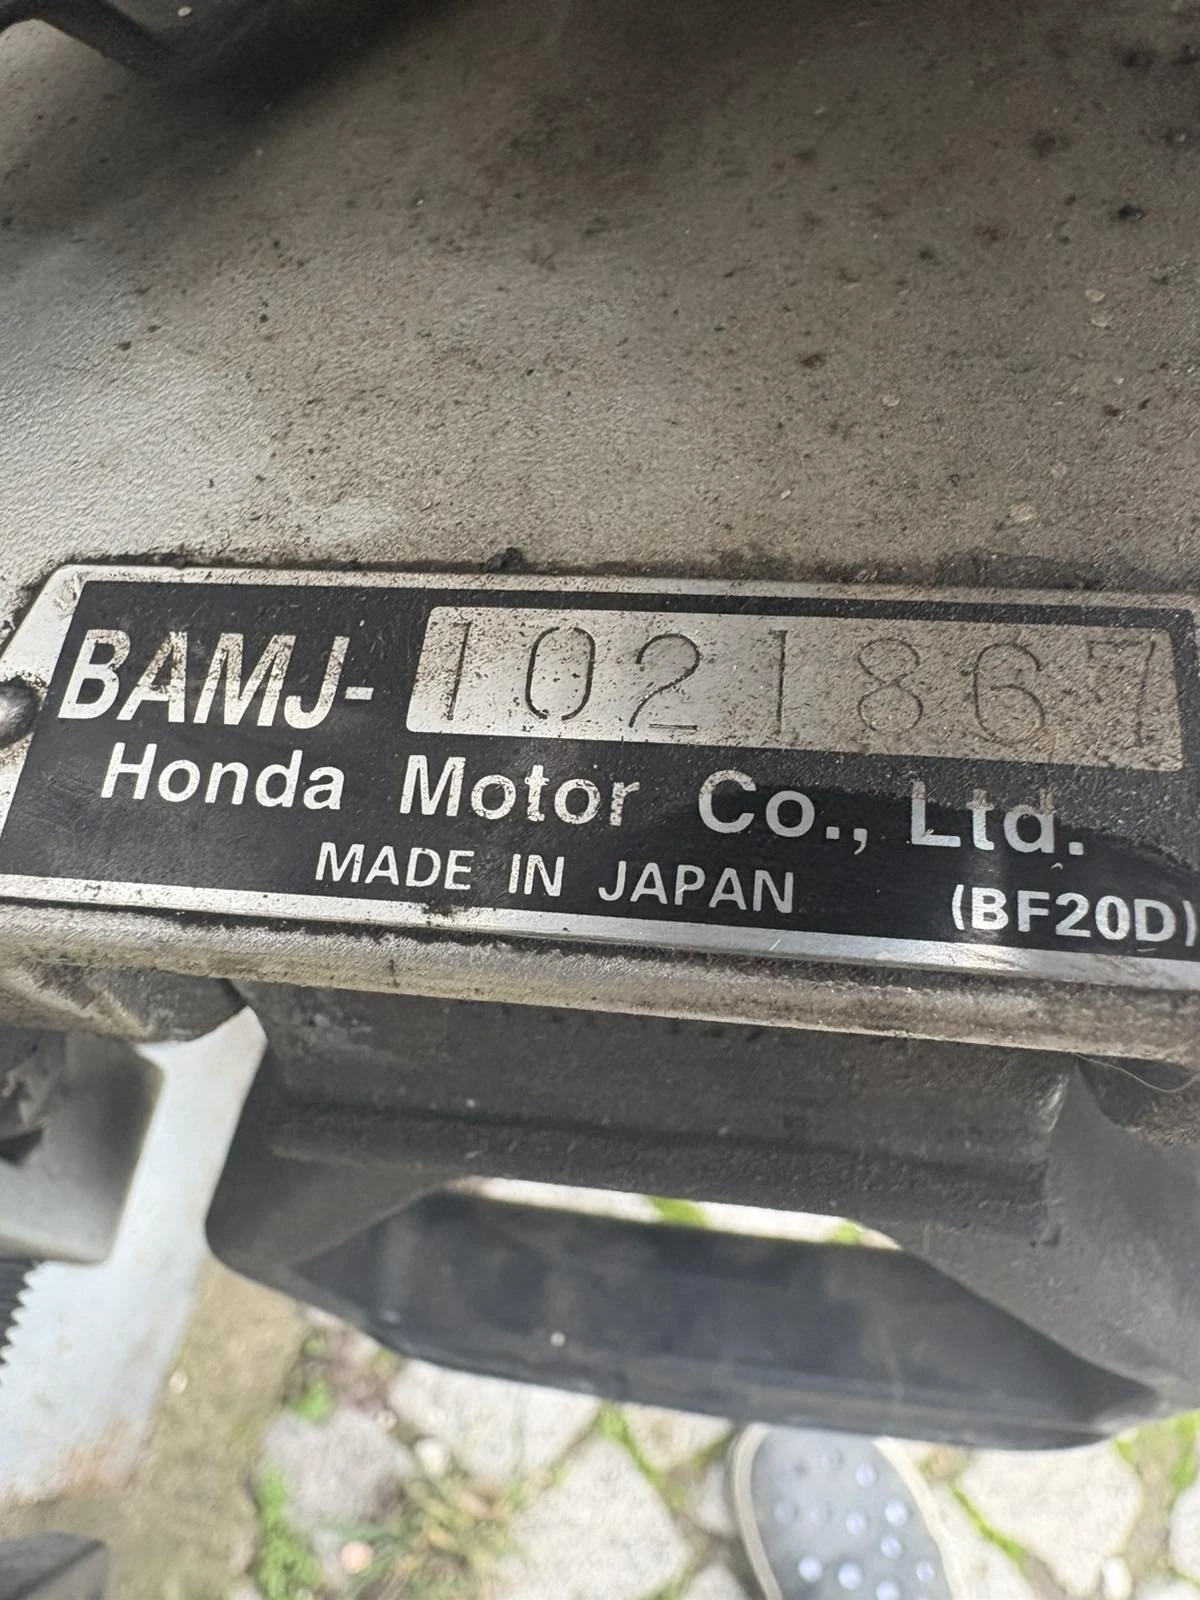 BAMJ-1021867
Honda Motor Co., Ltd.
MADE IN JAPAN (BF20D)